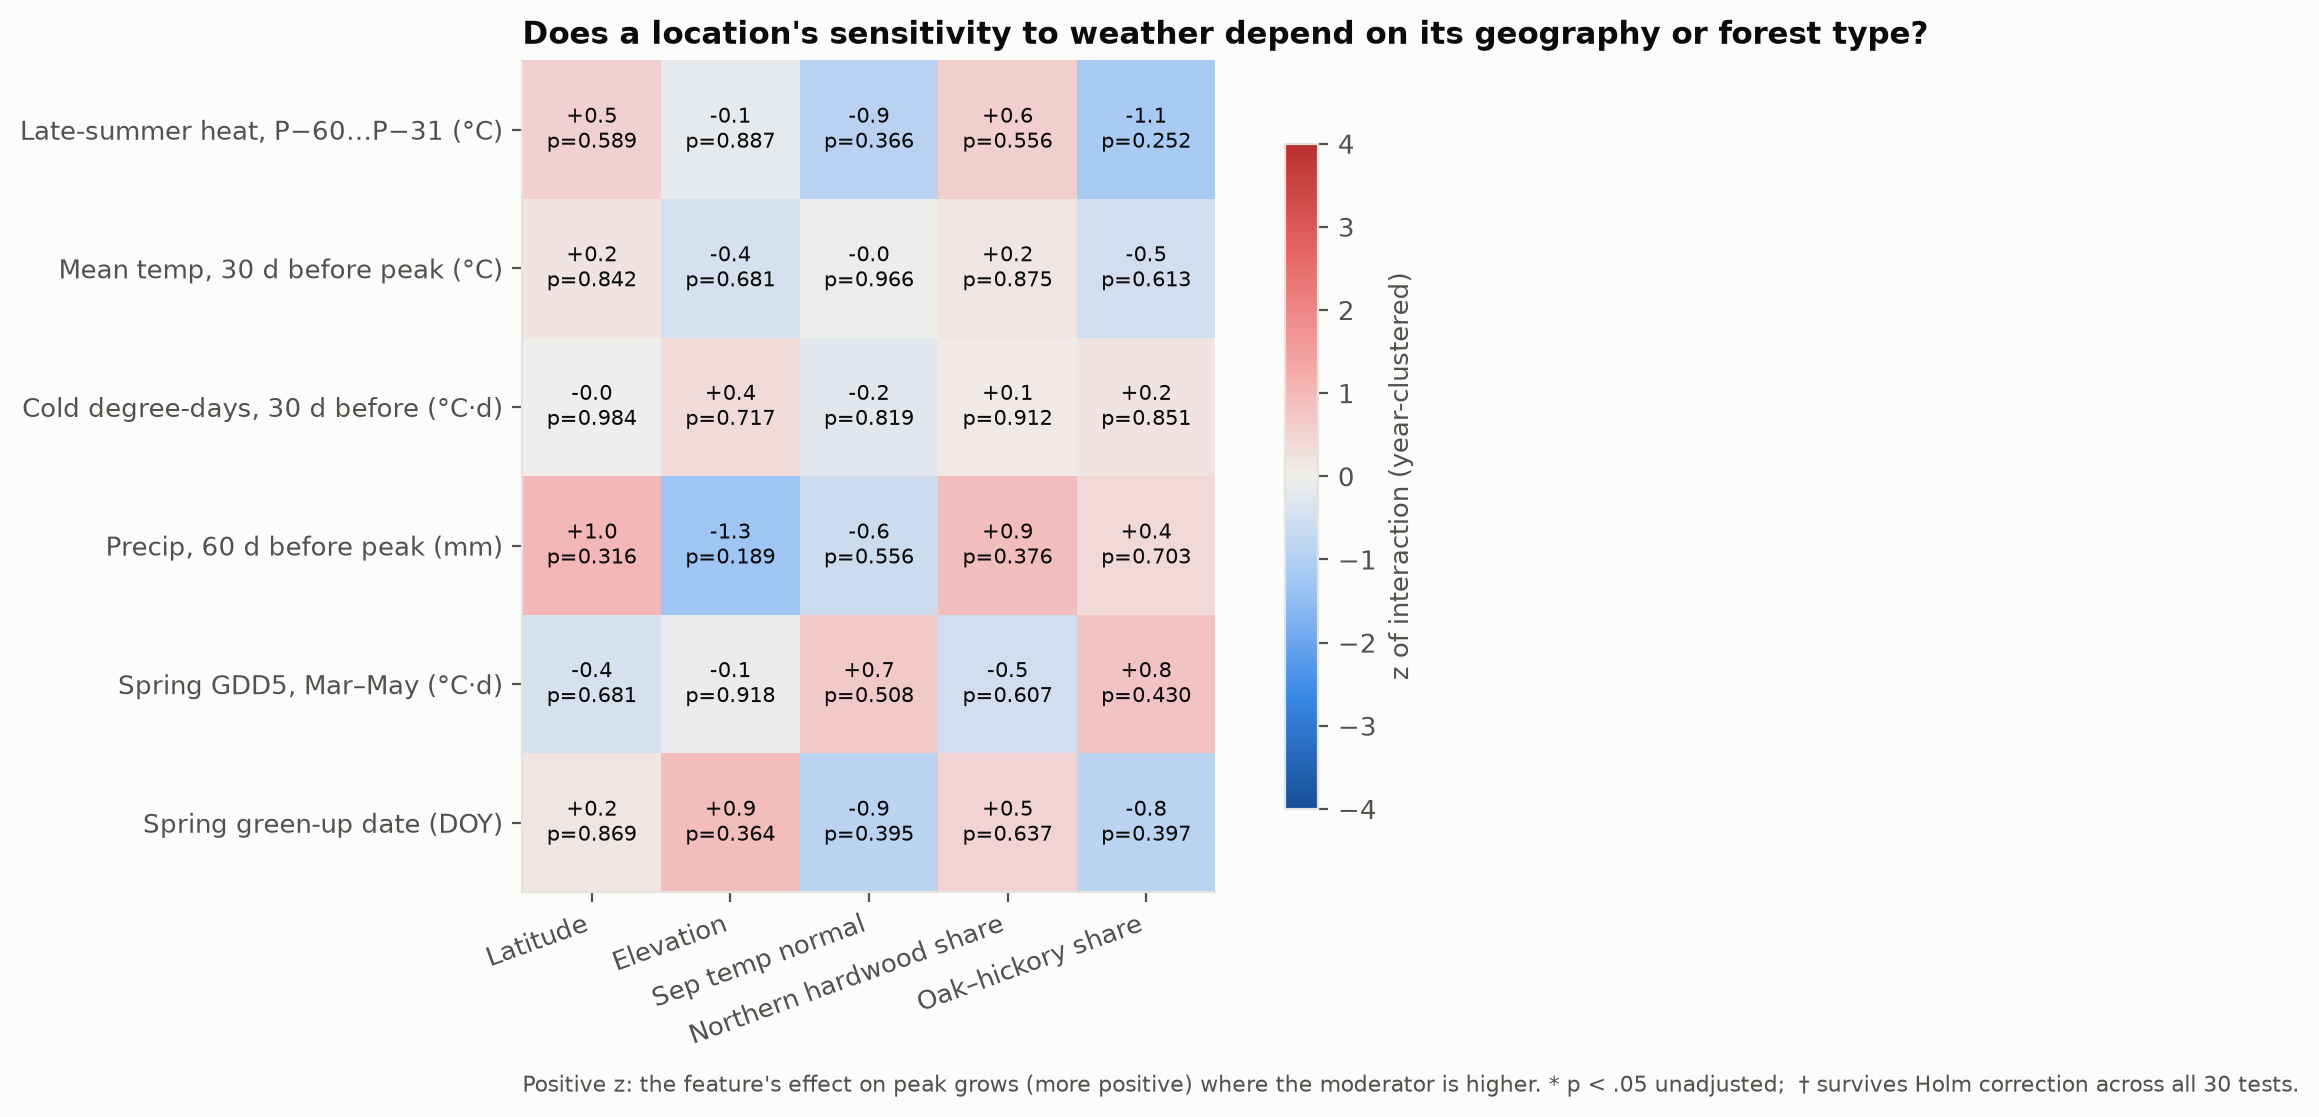 Does a location's sensitivity to weather depend on its geography or forest type?
Late-summer heat, P−60…P−31 (°C)
+0.5
p=0.589
-0.1
p=0.887
-0.9
p=0.366
+0.6
p=0.556
-1.1
p=0.252
Mean temp, 30 d before peak (°C)
+0.2
p=0.842
-0.4
p=0.681
-0.0
p=0.966
+0.2
p=0.875
-0.5
p=0.613
Cold degree-days, 30 d before (°C·d)
-0.0
p=0.984
+0.4
p=0.717
-0.2
p=0.819
+0.1
p=0.912
+0.2
p=0.851
Precip, 60 d before peak (mm)
+1.0
p=0.316
-1.3
p=0.189
-0.6
p=0.556
+0.9
p=0.376
+0.4
p=0.703
Spring GDD5, Mar–May (°C·d)
-0.4
p=0.681
-0.1
p=0.918
+0.7
p=0.508
-0.5
p=0.607
+0.8
p=0.430
Spring green-up date (DOY)
+0.2
p=0.869
+0.9
p=0.364
-0.9
p=0.395
+0.5
p=0.637
-0.8
p=0.397
Latitude
Elevation
Sep temp normal
Northern hardwood share
Oak–hickory share
4
3
2
1
0
−1
−2
−3
−4
z of interaction (year-clustered)
Positive z: the feature's effect on peak grows (more positive) where the moderator is higher. * p < .05 unadjusted;  † survives Holm correction across all 30 tests.